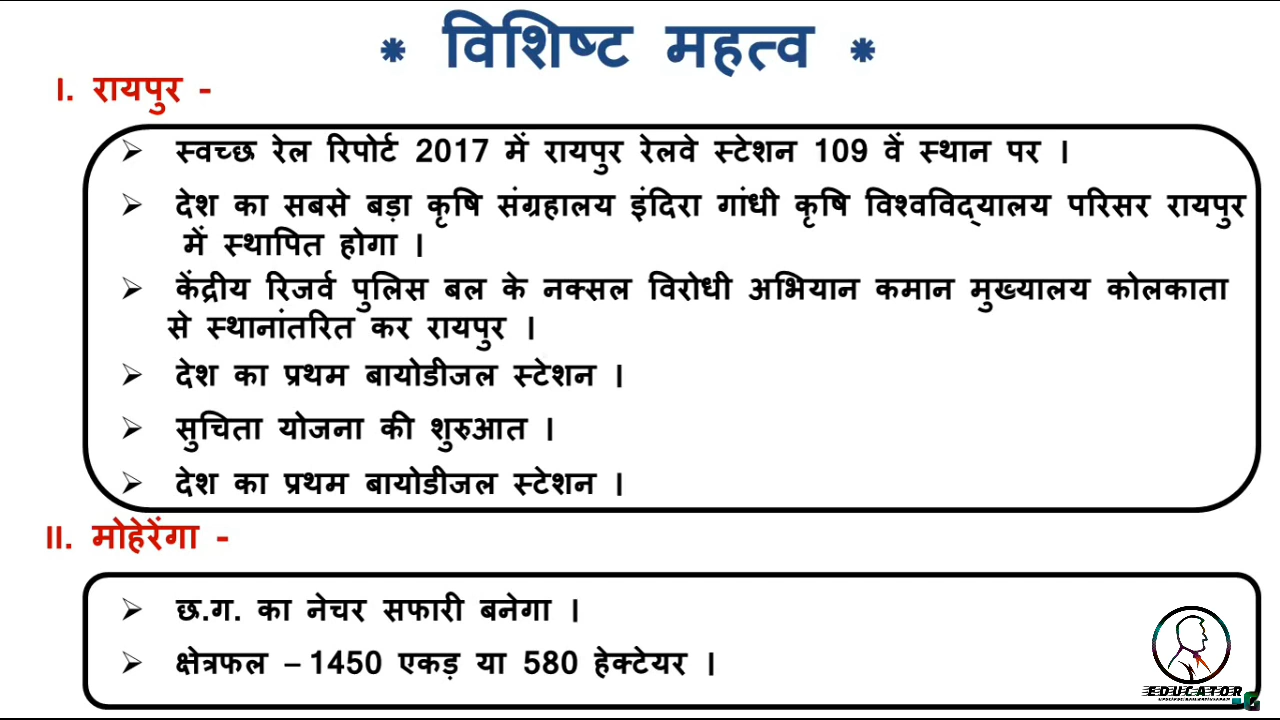 * विशिष्ट महत्व *
I. रायपुर -
➢ स्वच्छ रेल रिपोर्ट 2017 में रायपुर रेलवे स्टेशन 109 वें स्थान पर ।
➢ देश का सबसे बड़ा कृषि संग्रहालय इंदिरा गांधी कृषि विश्वविद्यालय परिसर रायपुर
में स्थापित होगा ।
➢ केंद्रीय रिजर्व पुलिस बल के नक्सल विरोधी अभियान कमान मुख्यालय कोलकाता
से स्थानांतरित कर रायपुर ।
➢ देश का प्रथम बायोडीजल स्टेशन ।
➢ सुचिता योजना की शुरुआत ।
➢ देश का प्रथम बायोडीजल स्टेशन ।
II. मोहेरेंगा -
➢ छ.ग. का नेचर सफारी बनेगा ।
➢ क्षेत्रफल – 1450 एकड़ या 580 हेक्टेयर ।
EDUCATOR